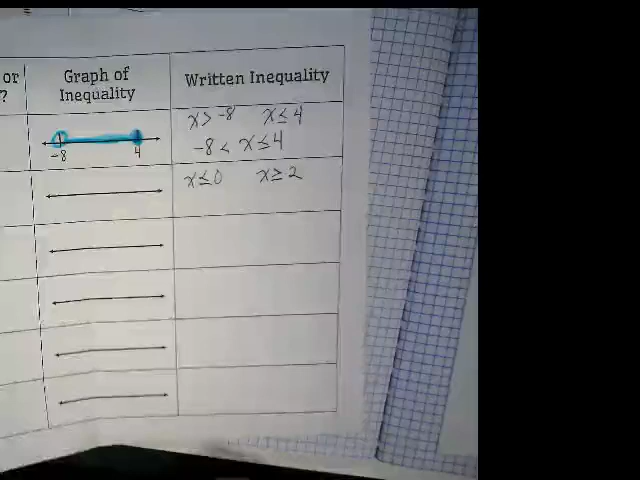 or
?
Graph of
Inequality
Written Inequality
-8
4
x > -8 x ≤ 4
-8 < x ≤ 4
x ≤ 0 x ≥ 2